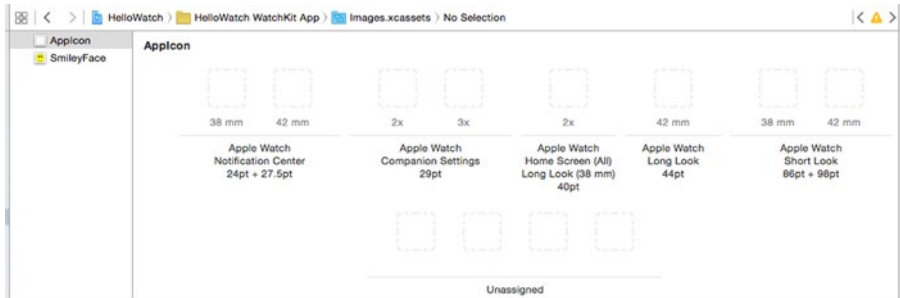 HelloWatch HelloWatch WatchKit App Images.xcassets No Selection
AppIcon
SmileyFace
AppIcon
38 mm 42 mm 2x 3x 2x 42 mm 38 mm 42 mm
Apple Watch
Notification Center
24pt + 27.5pt
Apple Watch
Companion Settings
29pt
Apple Watch
Home Screen (All)
Long Look (38 mm)
40pt
Apple Watch
Long Look
44pt
Apple Watch
Short Look
86pt + 98pt
Unassigned